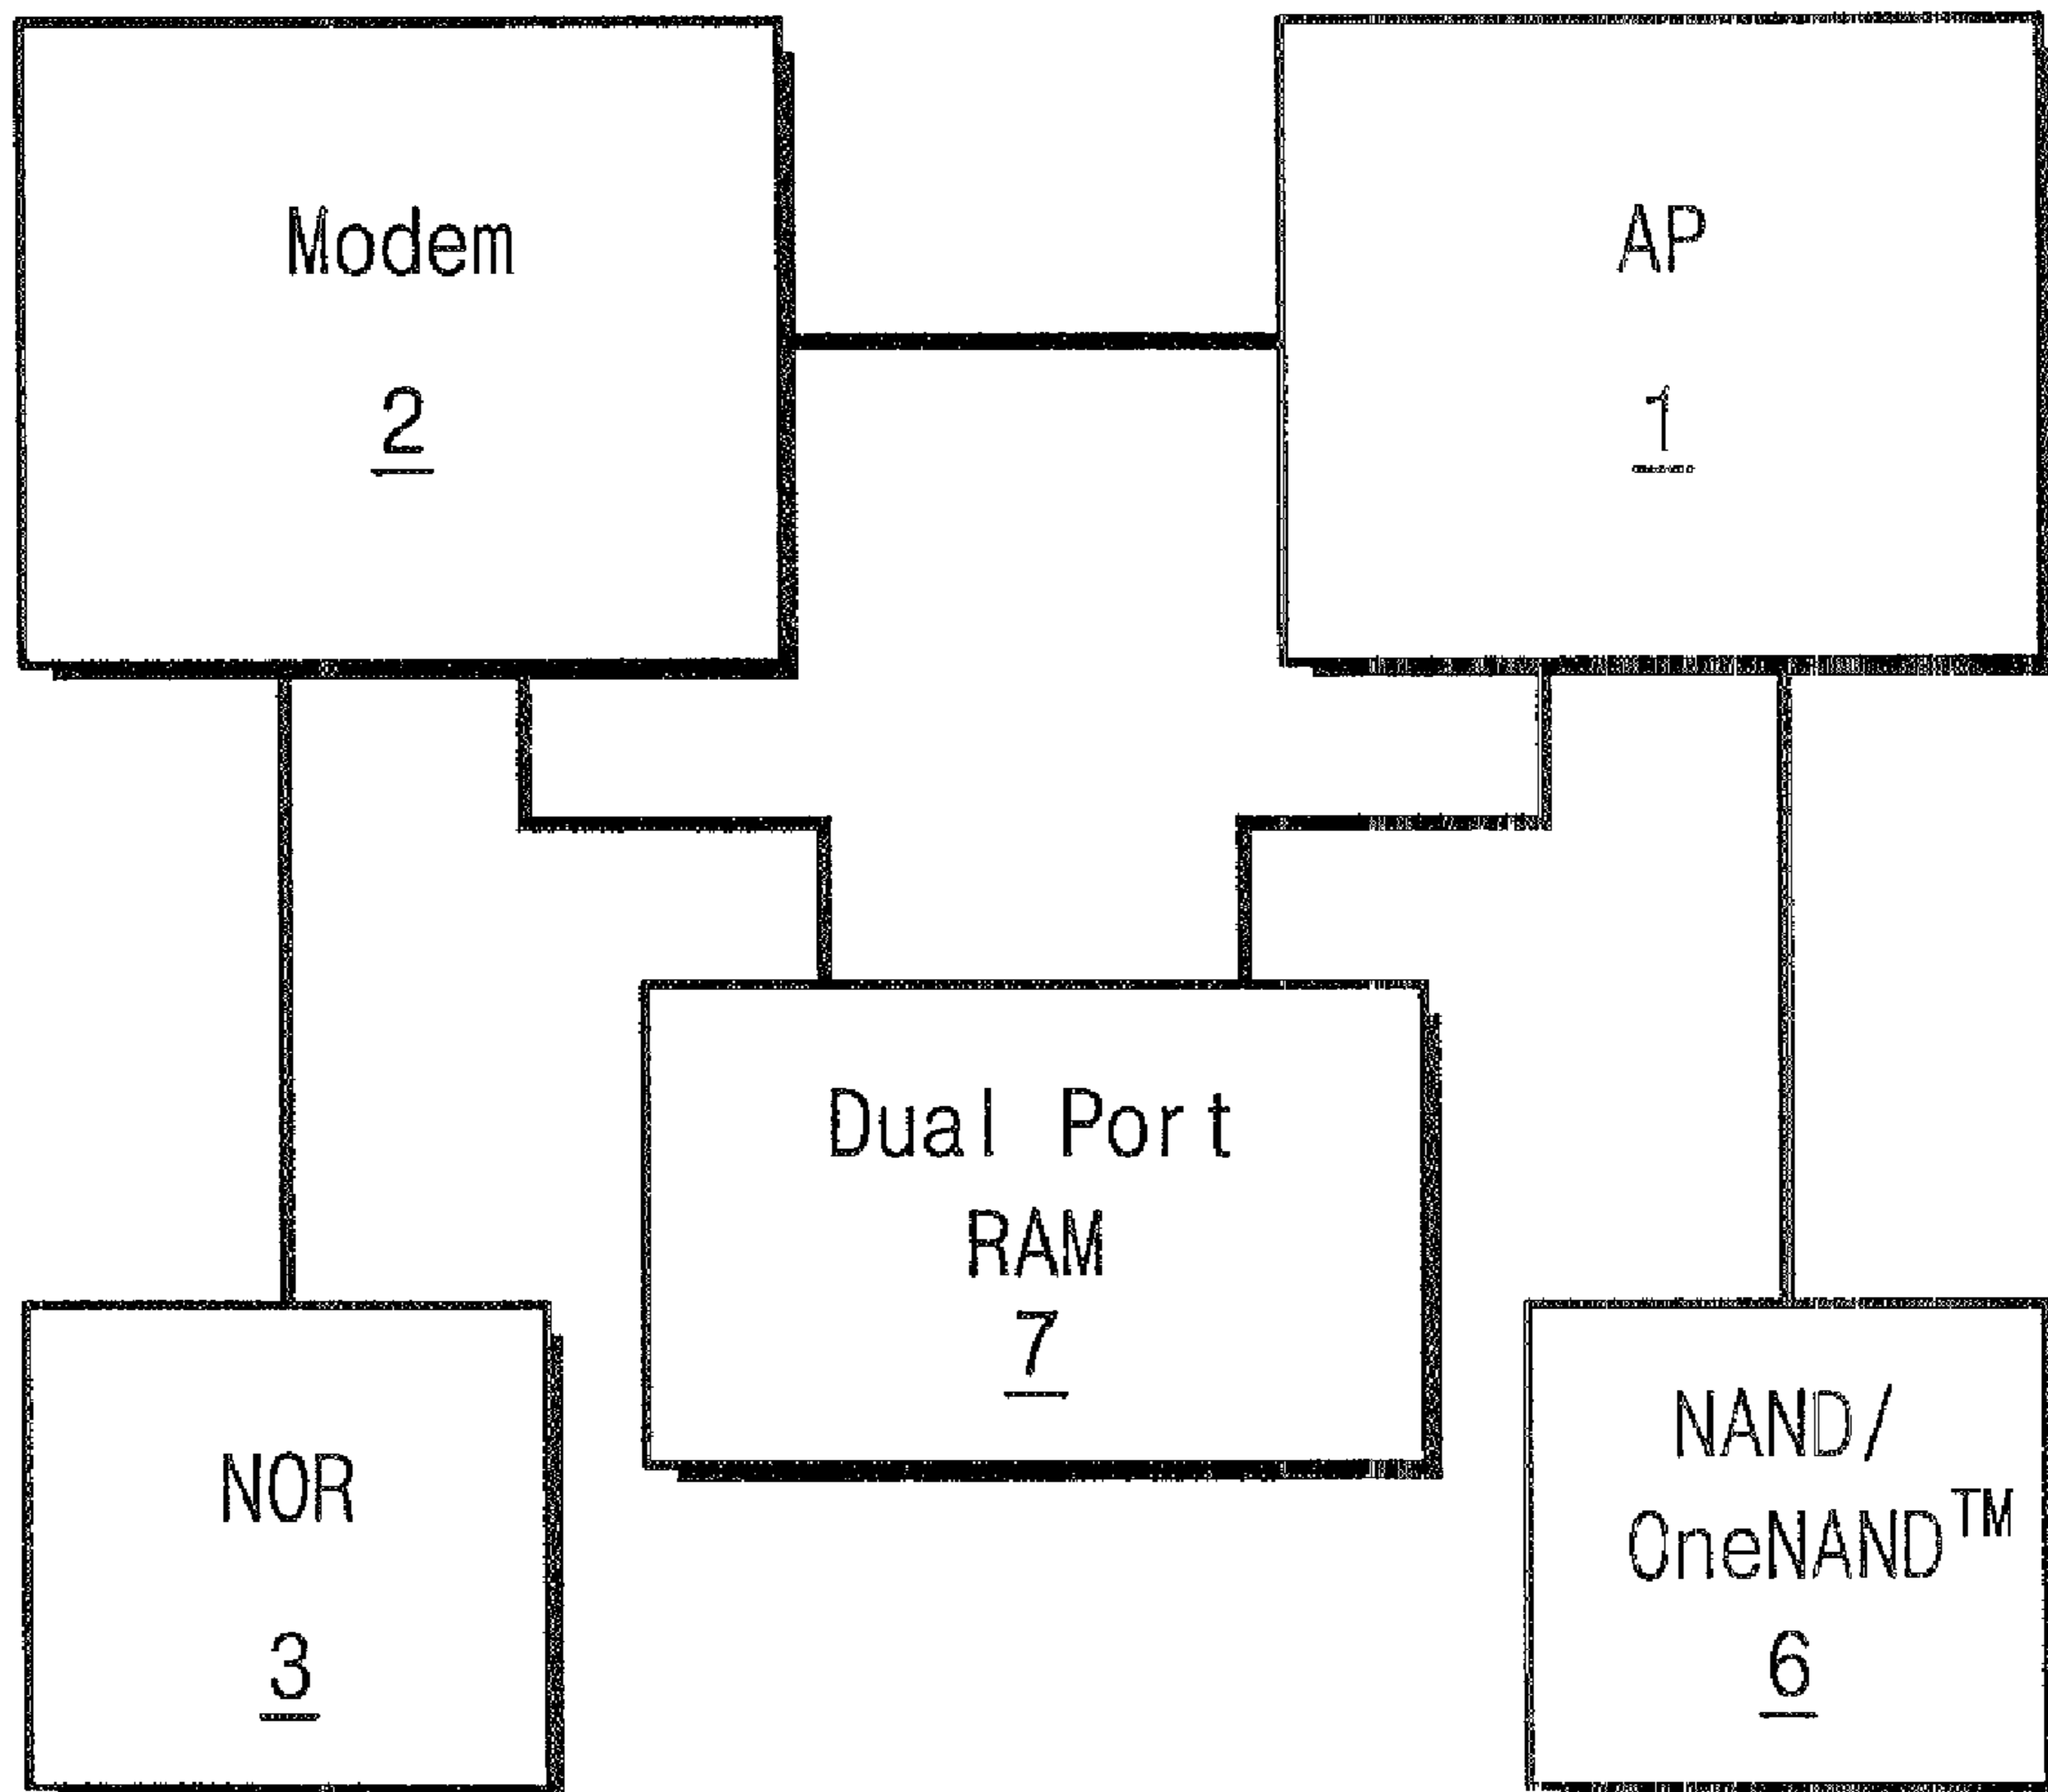 Modem
2
AP
1
Dual Port
RAM
7
NOR
3
NAND/
OneNAND™
6